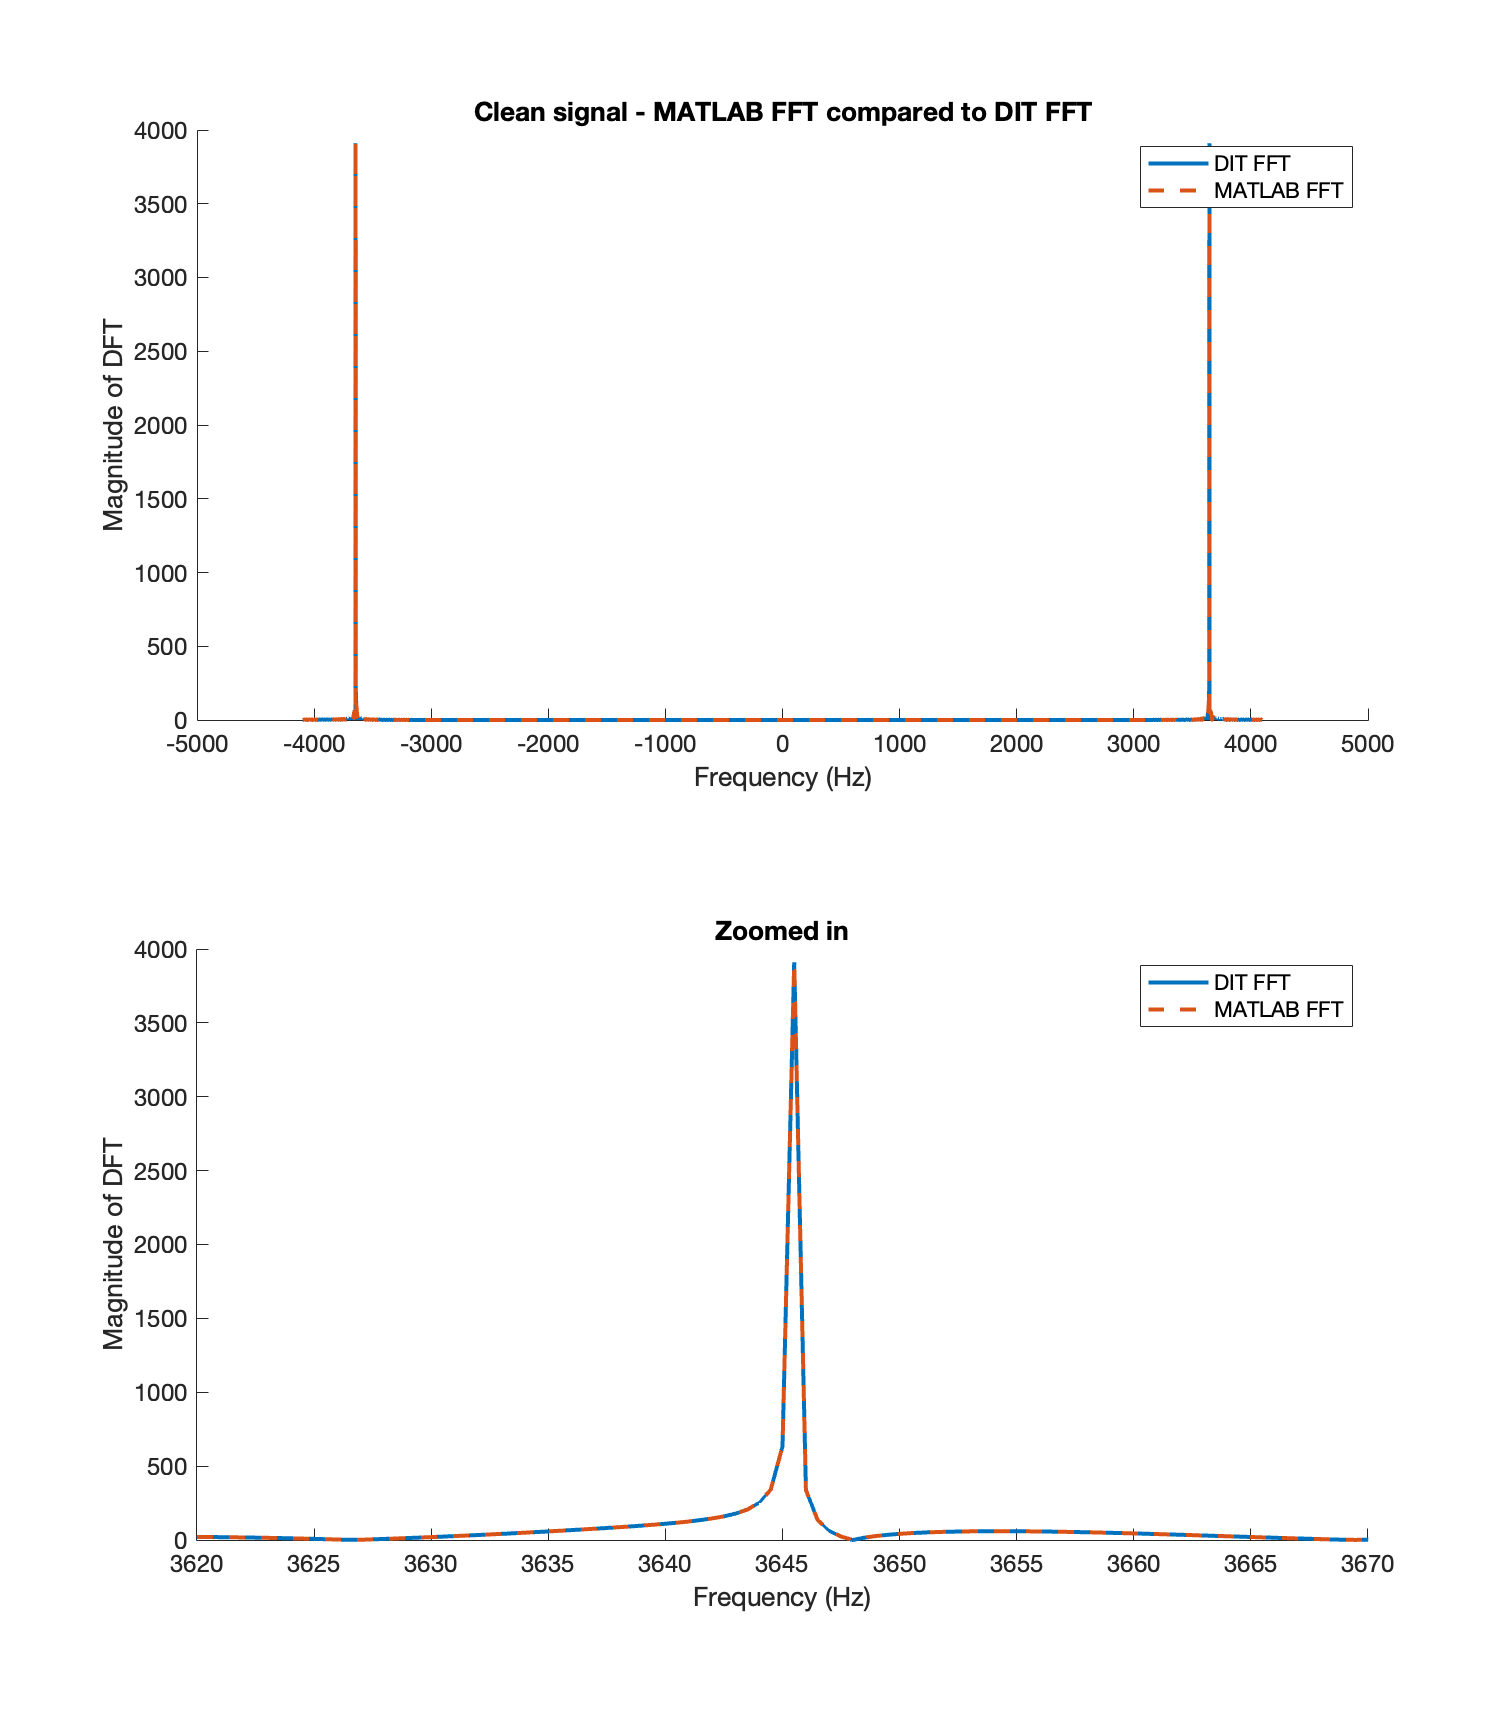 Clean signal - MATLAB FFT compared to DIT FFT
4000
3500
3000
2500
2000
1500
1000
500
0
Magnitude of DFT
DIT FFT
MATLAB FFT
-5000 -4000 -3000 -2000 -1000 0 1000 2000 3000 4000 5000
Frequency (Hz)
Zoomed in
4000
3500
3000
2500
2000
1500
1000
500
0
Magnitude of DFT
DIT FFT
MATLAB FFT
3620 3625 3630 3635 3640 3645 3650 3655 3660 3665 3670
Frequency (Hz)